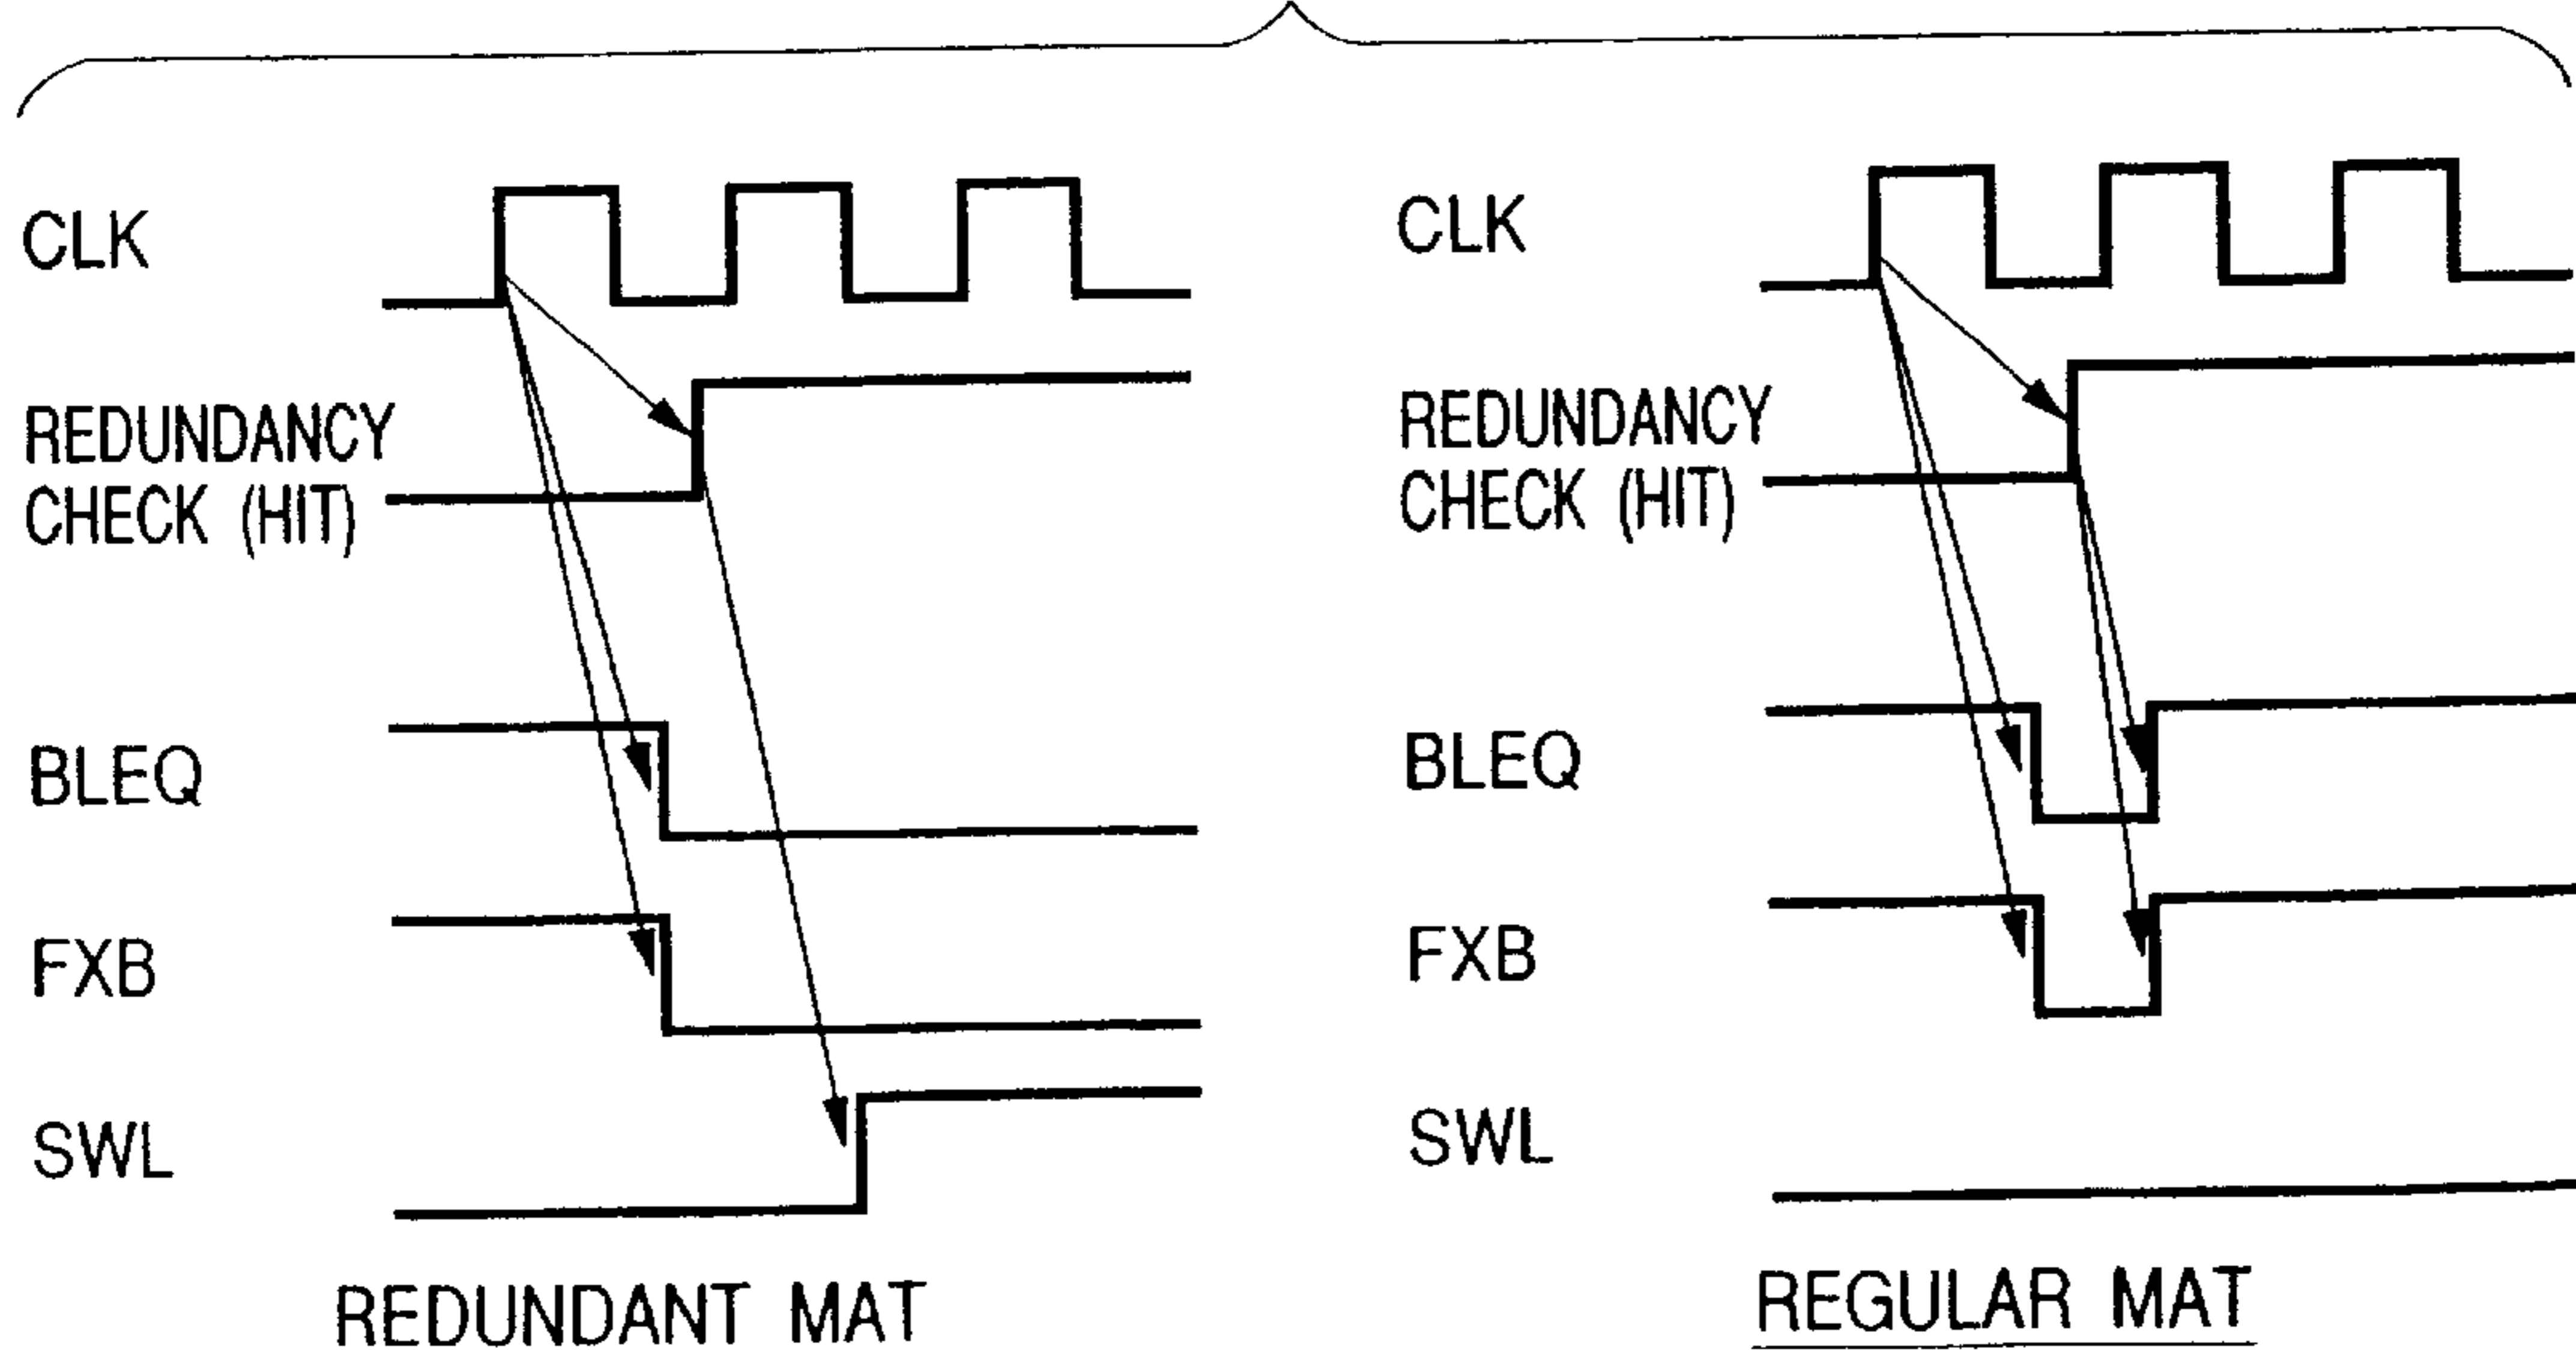 CLK
REDUNDANCY
CHECK (HIT)
BLEQ
FXB
SWL
REDUNDANT MAT
CLK
REDUNDANCY
CHECK (HIT)
BLEQ
FXB
SWL
REGULAR MAT